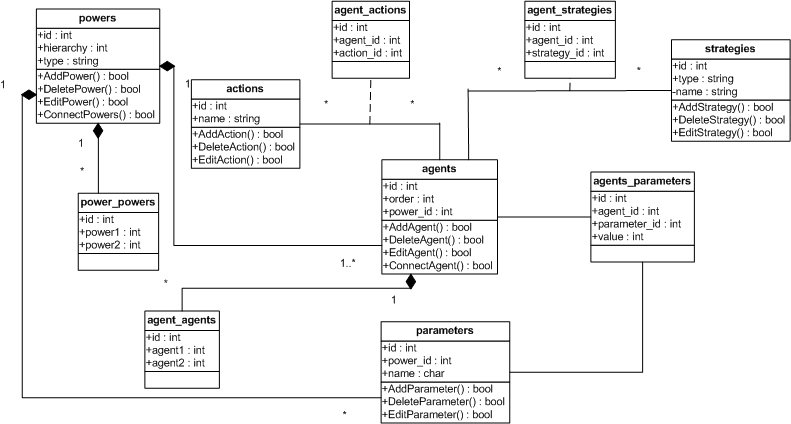 powers
+id : int
+hierarchy : int
+type : string
+AddPower() : bool
+DeletePower() : bool
+EditPower() : bool
+ConnectPowers() : bool
agent_actions
+id : int
+agent_id : int
+action_id : int
agent_strategies
+id : int
+agent_id : int
+strategy_id : int
strategies
+id : int
+type : string
-name : string
+AddStrategy() : bool
+DeleteStrategy() : bool
+EditStrategy() : bool
1
1
*
*
*
*
actions
+id : int
+name : string
+AddAction() : bool
+DeleteAction() : bool
+EditAction() : bool
1
*
agents
+id : int
+order : int
+power_id : int
+AddAgent() : bool
+DeleteAgent() : bool
+EditAgent() : bool
+ConnectAgent() : bool
agents_parameters
+id : int
+agent_id : int
+parameter_id : int
+value : int
power_powers
+id : int
+power1 : int
+power2 : int
1..*
*
1
agent_agents
+id : int
+agent1 : int
+agent2 : int
parameters
+id : int
+power_id : int
+name : char
+AddParameter() : bool
+DeleteParameter() : bool
+EditParameter() : bool
*